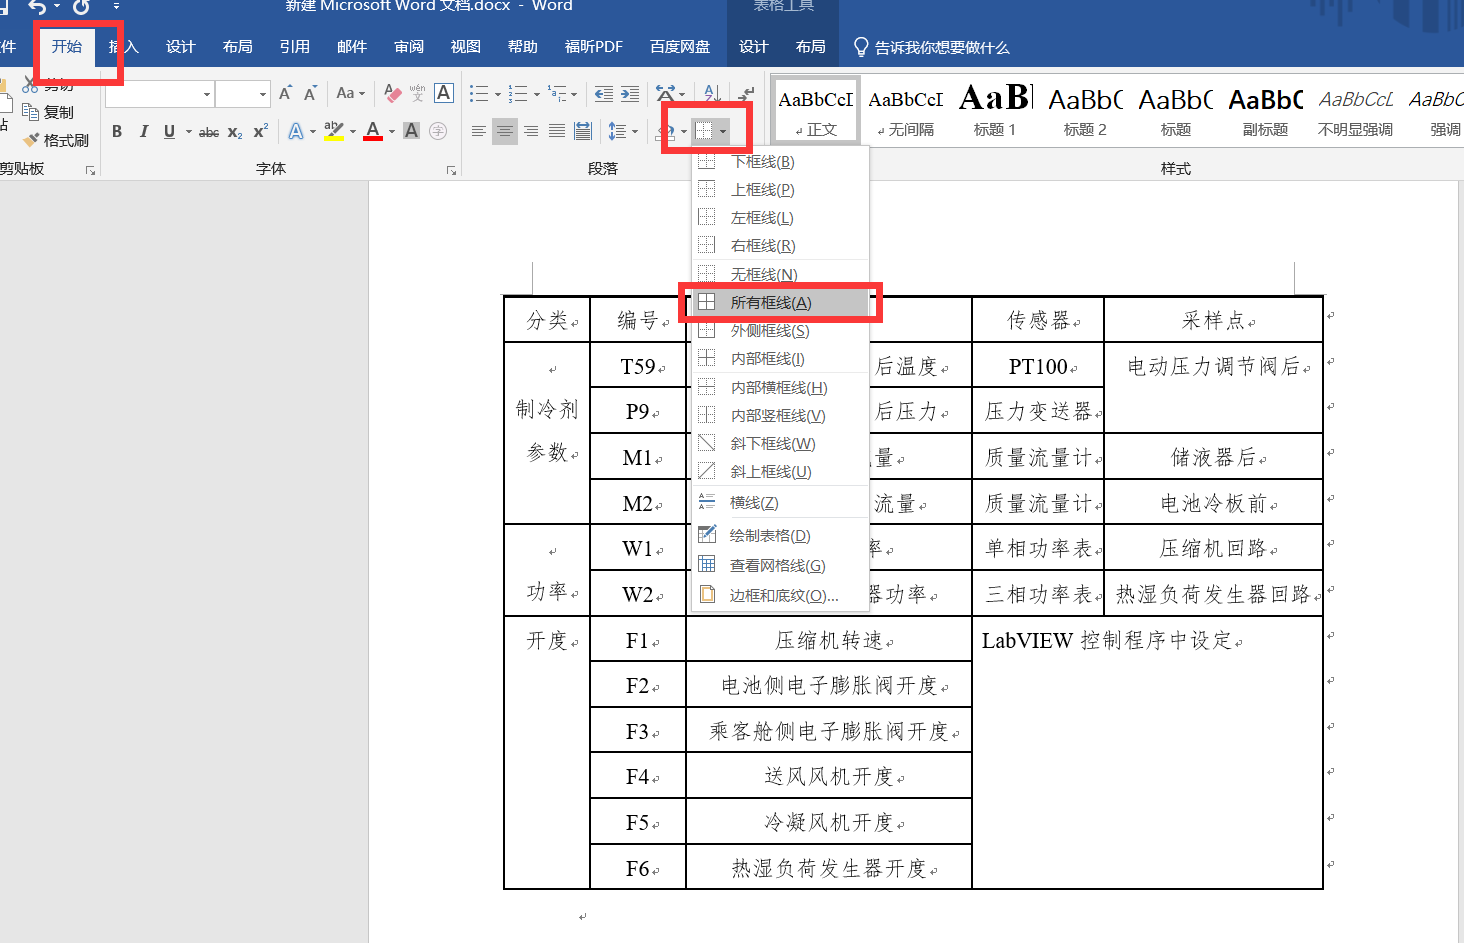 新建 Microsoft Word 文档.docx - Word
表格工具
件 开始 插入 设计 布局 引用 邮件 审阅 视图 帮助 福昕PDF 百度网盘 设计 布局 告诉我你想要做什么
剪切
复制
格式刷
贴
剪贴板
Aa
wén
文
A
B I U abc x₂ x² A ab A A 字
字体
段落
AaBbCcI AaBbCcI AaB AaBb( AaBb( AaBbC AaBbCcL AaBbC
正文 无间隔 标题 1 标题 2 标题 副标题 不明显强调 强调
样式
下框线(B)
上框线(P)
左框线(L)
右框线(R)
无框线(N)
所有框线(A)
外侧框线(S)
内部框线(I)
内部横框线(H)
内部竖框线(V)
斜下框线(W)
斜上框线(U)
横线(Z)
绘制表格(D)
查看网格线(G)
边框和底纹(O)...
分类 编号 传感器 采样点
制冷剂
参数
T59 后温度 PT100 电动压力调节阀后
P9 后压力 压力变送器
M1 量 质量流量计 储液器后
M2 流量 质量流量计 电池冷板前
功率
W1 率 单相功率表 压缩机回路
W2 器功率 三相功率表 热湿负荷发生器回路
开度 F1 压缩机转速 LabVIEW 控制程序中设定
F2 电池侧电子膨胀阀开度
F3 乘客舱侧电子膨胀阀开度
F4 送风风机开度
F5 冷凝风机开度
F6 热湿负荷发生器开度